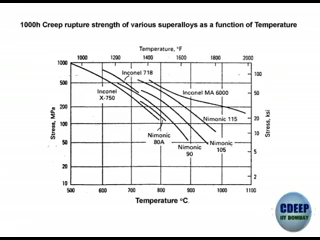 1000h Creep rupture strength of various superalloys as a function of Temperature
Temperature, °F
1000 1200 1400 1600 1800 2000
1000
500
200
100
50
20
10
Stress, MPa
100
50
20
10
5
2
Stress, ksi
Inconel 718
Inconel
X-750
Inconel MA 6000
Nimonic 115
Nimonic
80A
Nimonic
90
Nimonic
105
500 600 700 800 900 1000 1100
Temperature °C.
CDEEP
IIT BOMBAY